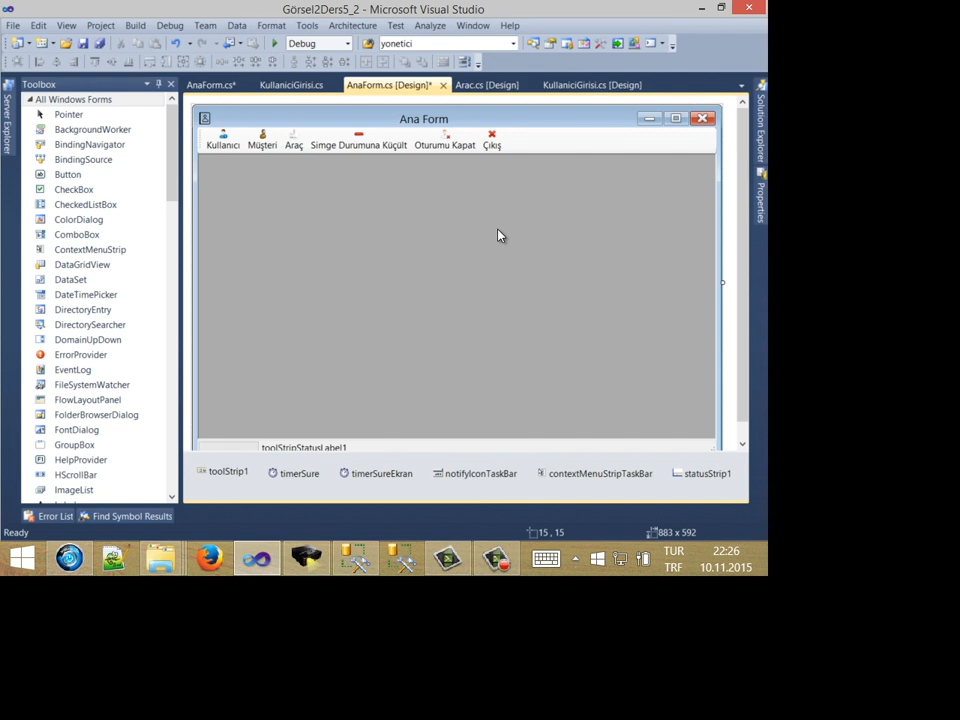 Görsel2Ders5_2 - Microsoft Visual Studio
File Edit View Project Build Debug Team Data Format Tools Architecture Test Analyze Window Help
Debug yonetici
Toolbox
AnaForm.cs* KullaniciGirisi.cs AnaForm.cs [Design]* Arac.cs [Design] KullaniciGirisi.cs [Design]
Server Explorer
Solution Explorer
Properties
All Windows Forms
Pointer
BackgroundWorker
BindingNavigator
BindingSource
Button
CheckBox
CheckedListBox
ColorDialog
ComboBox
ContextMenuStrip
DataGridView
DataSet
DateTimePicker
DirectoryEntry
DirectorySearcher
DomainUpDown
ErrorProvider
EventLog
FileSystemWatcher
FlowLayoutPanel
FolderBrowserDialog
FontDialog
GroupBox
HelpProvider
HScrollBar
ImageList
Ana Form
Kullanıcı Müşteri Araç Simge Durumuna Küçült Oturumu Kapat Çıkış
toolStripStatusLabel1
toolStrip1 timerSure timerSureEkran notifyIconTaskBar contextMenuStripTaskBar statusStrip1
Error List Find Symbol Results
Ready 15 , 15 883 x 592
TUR 22:26
TRF 10.11.2015